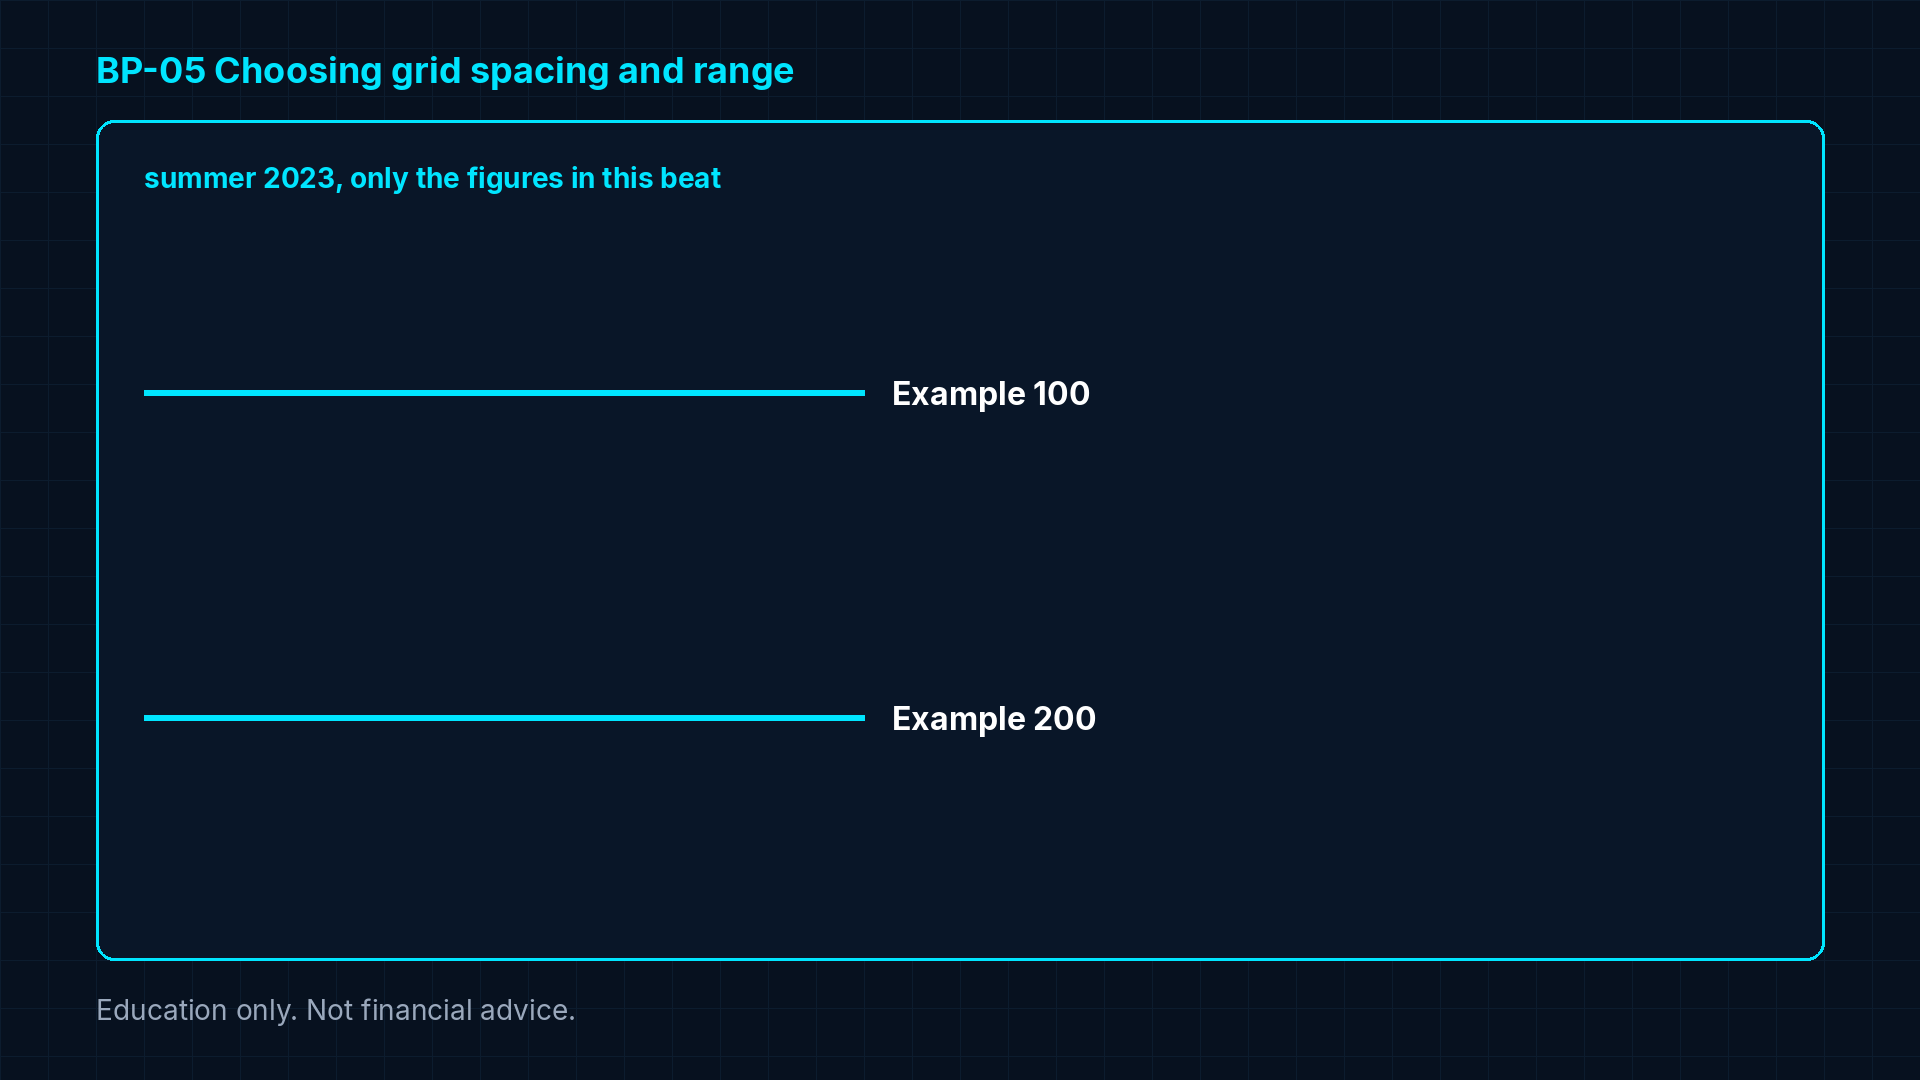 BP-05 Choosing grid spacing and range
summer 2023, only the figures in this beat
Example 100
Example 200
Education only. Not financial advice.